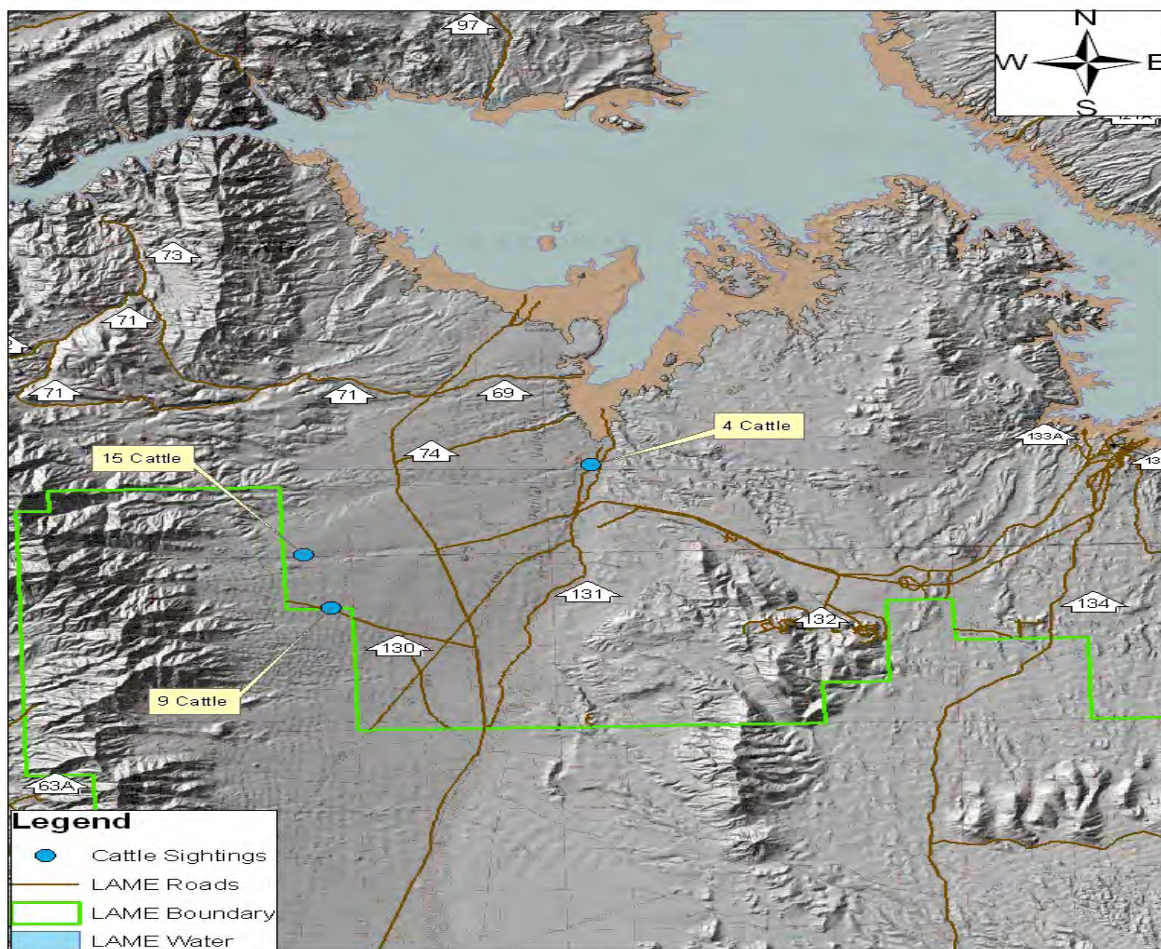 97
N
W
E
S
73
71
71
71
69
74
4 Cattle
133A
15 Cattle
131
132
134
130
9 Cattle
63A
Legend
Cattle Sightings
LAME Roads
LAME Boundary
LAME Water